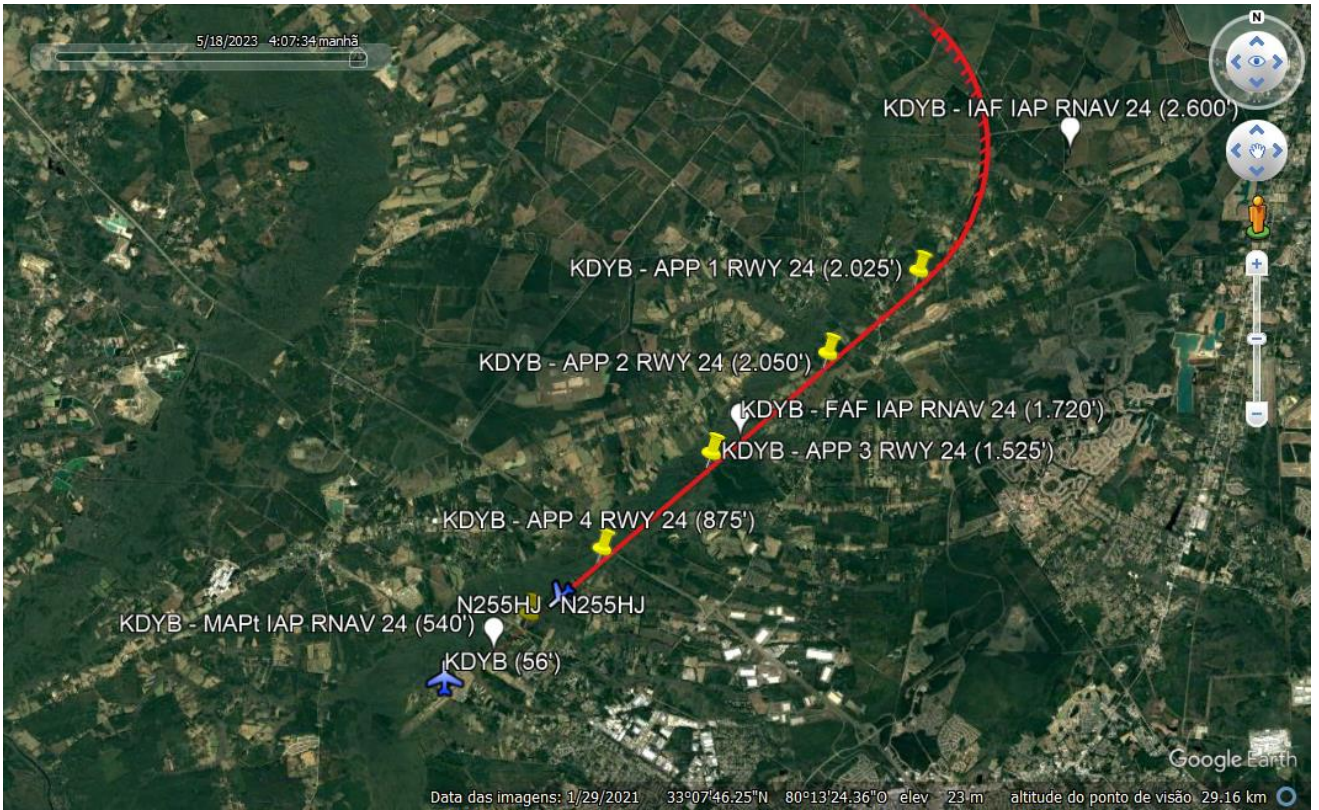 5/18/2023 4:07:34 manhã
N
KDYB - IAF IAP RNAV 24 (2.600')
KDYB - APP 1 RWY 24 (2.025')
KDYB - APP 2 RWY 24 (2.050')
KDYB - FAF IAP RNAV 24 (1.720')
KDYB - APP 3 RWY 24 (1.525')
KDYB - APP 4 RWY 24 (875')
N255HJ N255HJ
KDYB - MAPt IAP RNAV 24 (540')
KDYB (56')
Google Earth
Data das imagens: 1/29/2021 33°07'46.25"N 80°13'24.36"O elev 23 m altitude do ponto de visão 29.16 km